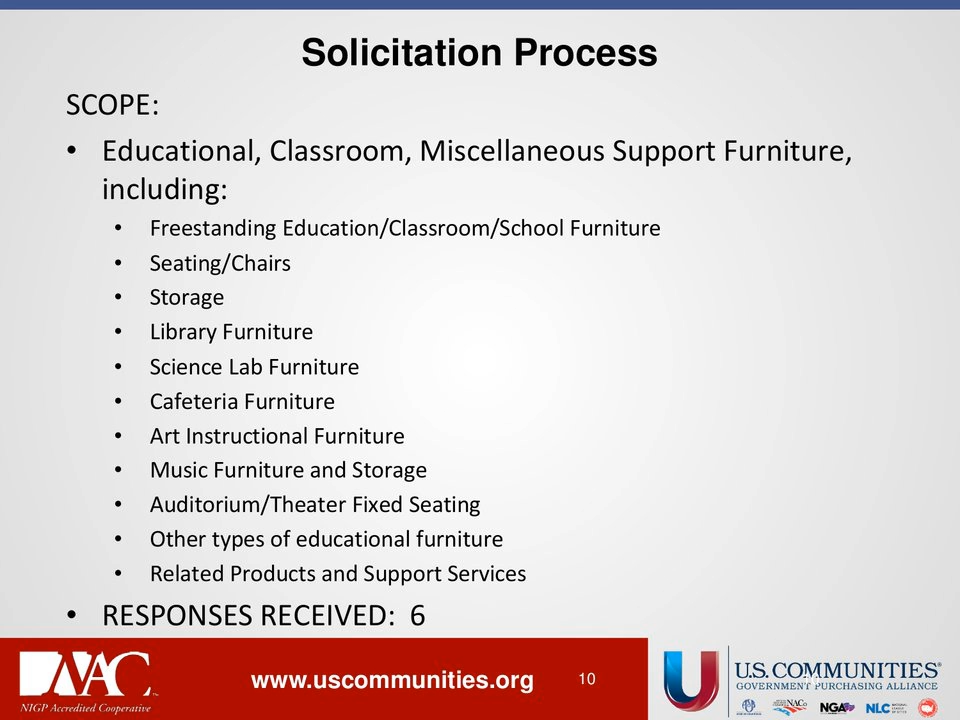 Solicitation Process
SCOPE:
• Educational, Classroom, Miscellaneous Support Furniture,
including:
• Freestanding Education/Classroom/School Furniture
• Seating/Chairs
• Storage
• Library Furniture
• Science Lab Furniture
• Cafeteria Furniture
• Art Instructional Furniture
• Music Furniture and Storage
• Auditorium/Theater Fixed Seating
• Other types of educational furniture
• Related Products and Support Services
• RESPONSES RECEIVED: 6
NAC™
NIGP Accredited Cooperative
www.uscommunities.org
10
U.S. COMMUNITIES®
GOVERNMENT PURCHASING ALLIANCE
NACo
NGA
NLC